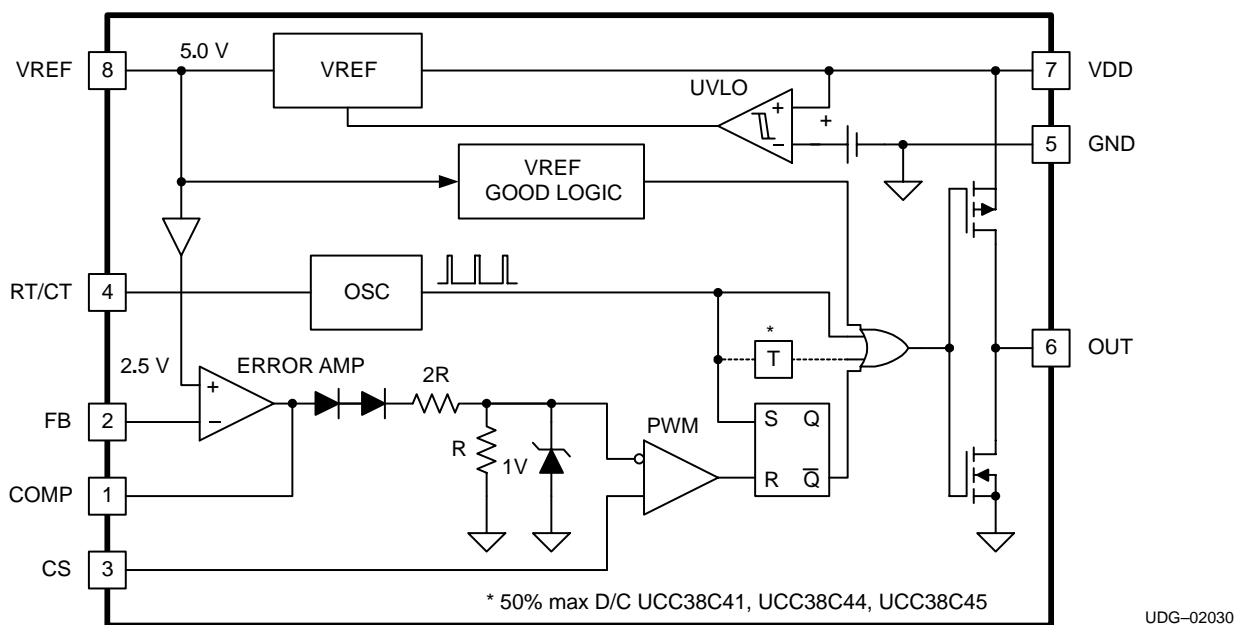 5.0 V
VREF 8
VREF
7 VDD
UVLO
+
−
+
−
5 GND
VREF
GOOD LOGIC
RT/CT 4
OSC
*
T
6 OUT
2.5 V
ERROR AMP
+
−
2R
FB 2
R
1V
PWM
S Q
R Q̅
COMP 1
CS 3
* 50% max D/C UCC38C41, UCC38C44, UCC38C45
UDG–02030